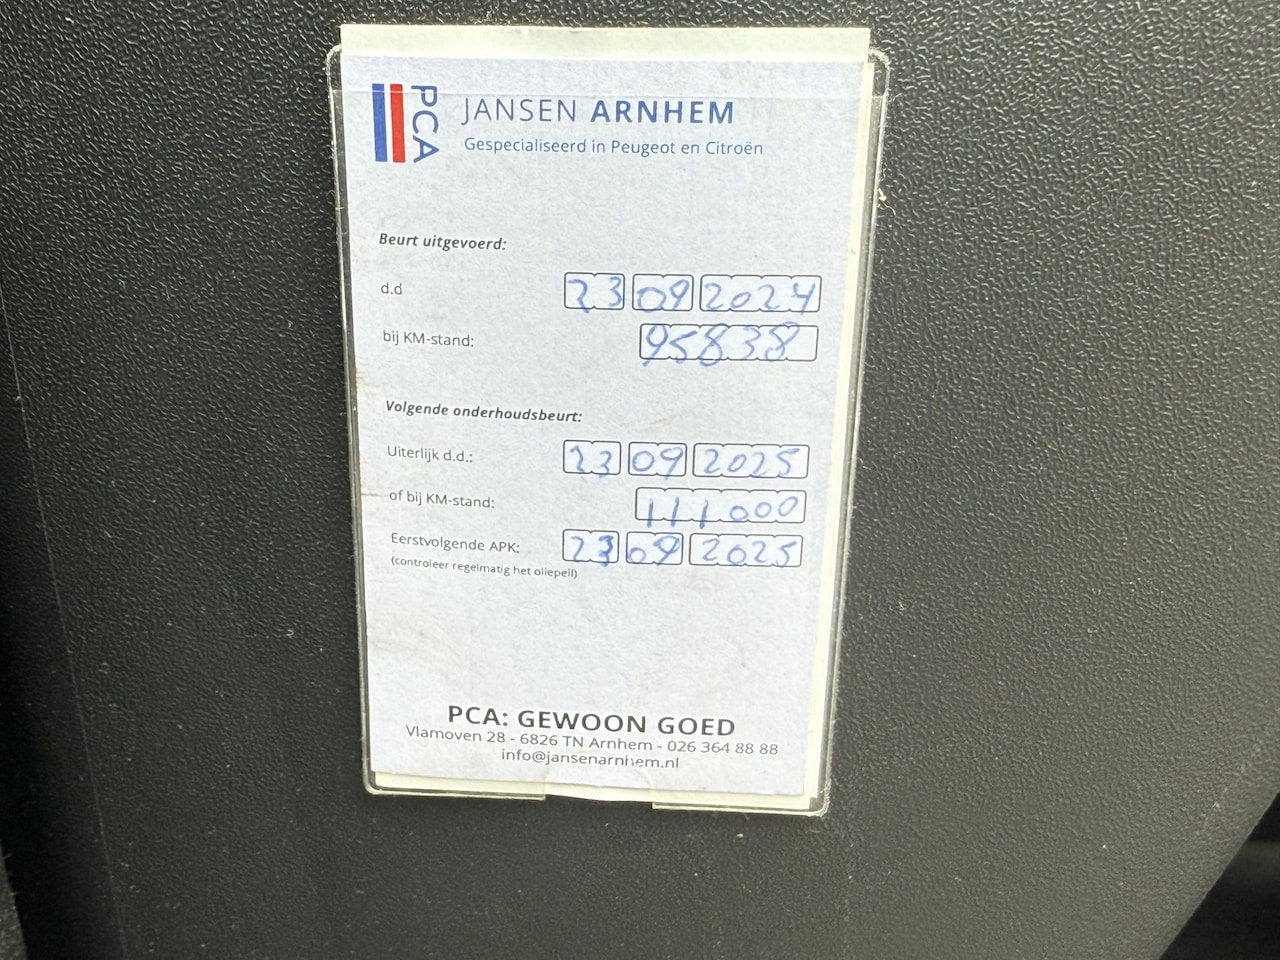 PCA
JANSEN ARNHEM
Gespecialiseerd in Peugeot en Citroën
Beurt uitgevoerd:
d.d 23 09 2024
bij KM-stand: 95838
Volgende onderhoudsbeurt:
Uiterlijk d.d.: 23 09 2025
of bij KM-stand: 111000
Eerstvolgende APK: 23 09 2025
(controleer regelmatig het oliepeil)
PCA: GEWOON GOED
Vlamoven 28 - 6826 TN Arnhem - 026 364 88 88
info@jansenarnhem.nl